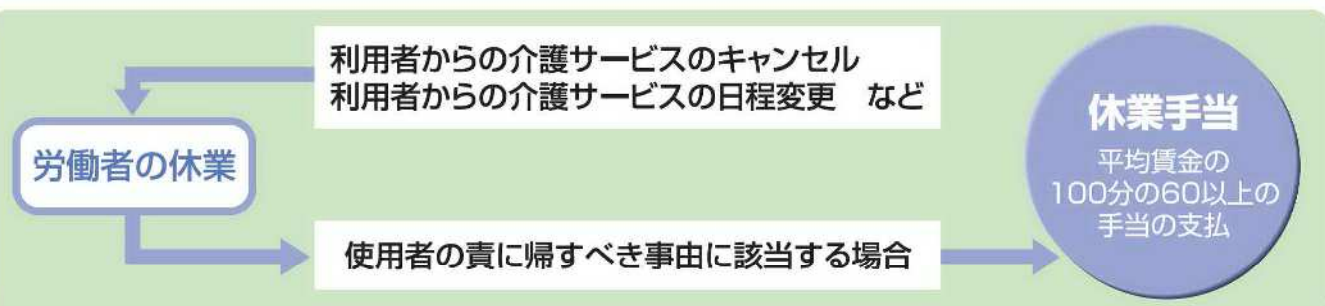 利用者からの介護サービスのキャンセル
利用者からの介護サービスの日程変更　など
労働者の休業
使用者の責に帰すべき事由に該当する場合
休業手当
平均賃金の
100分の60以上の
手当の支払